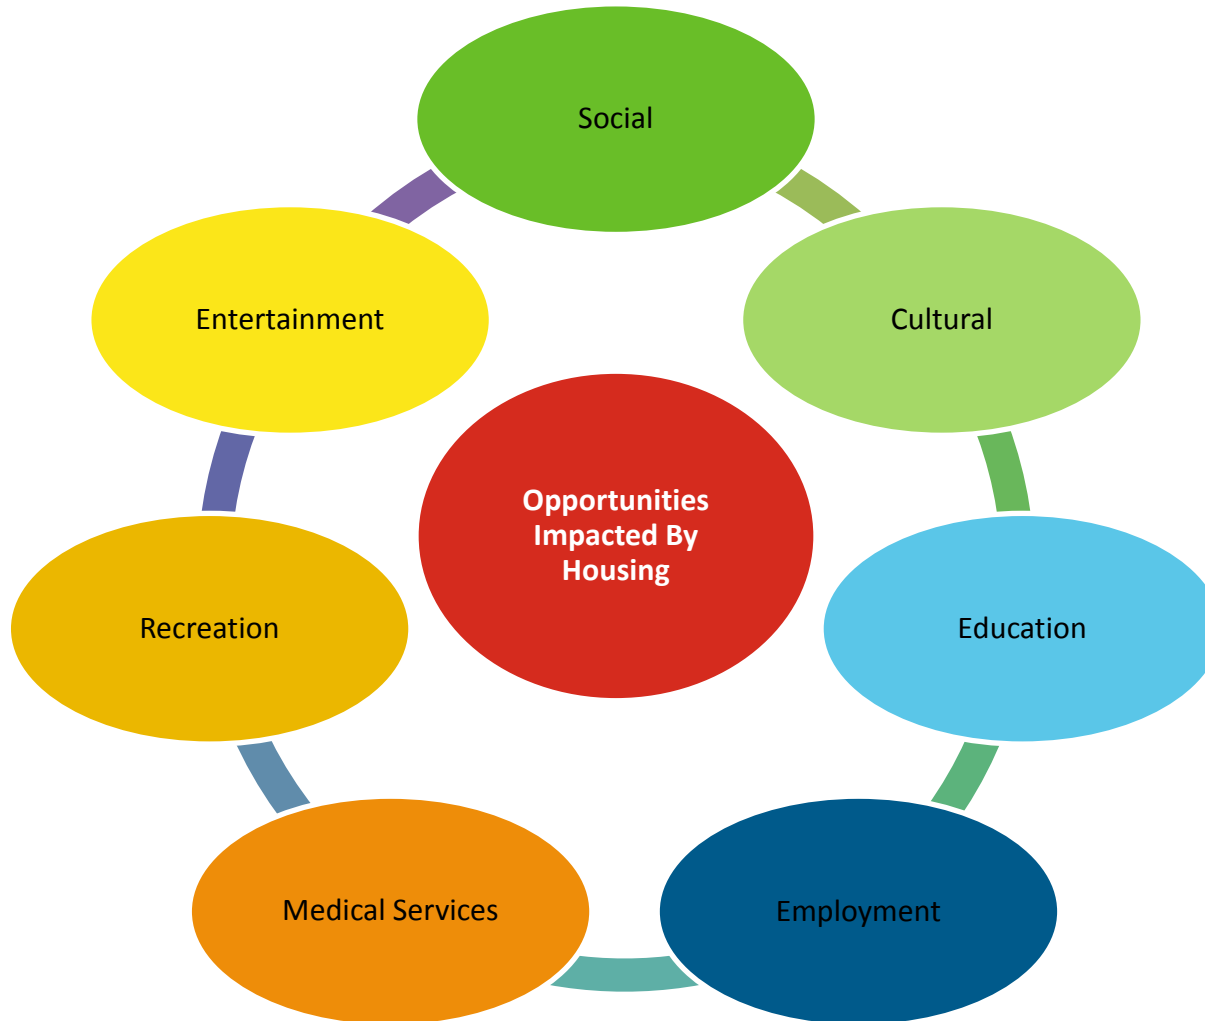 Social
Entertainment
Cultural
Opportunities
Impacted By
Housing
Recreation
Education
Medical Services
Employment